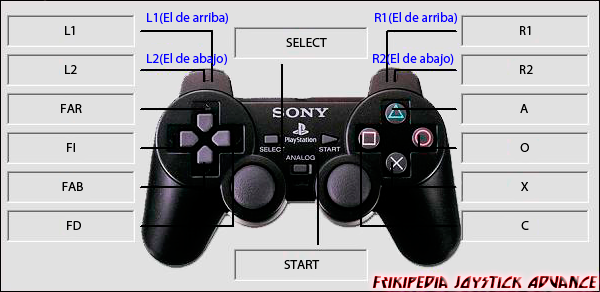 L1
L1(El de arriba)
SELECT
R1(El de arriba)
R1
L2
L2(El de abajo)
R2(El de abajo)
R2
FAR
SONY
A
PlayStation
FI
SELECT
START
O
ANALOG
FAB
X
FD
C
START
FRIKIPEDIA JOYSTICK ADVANCE